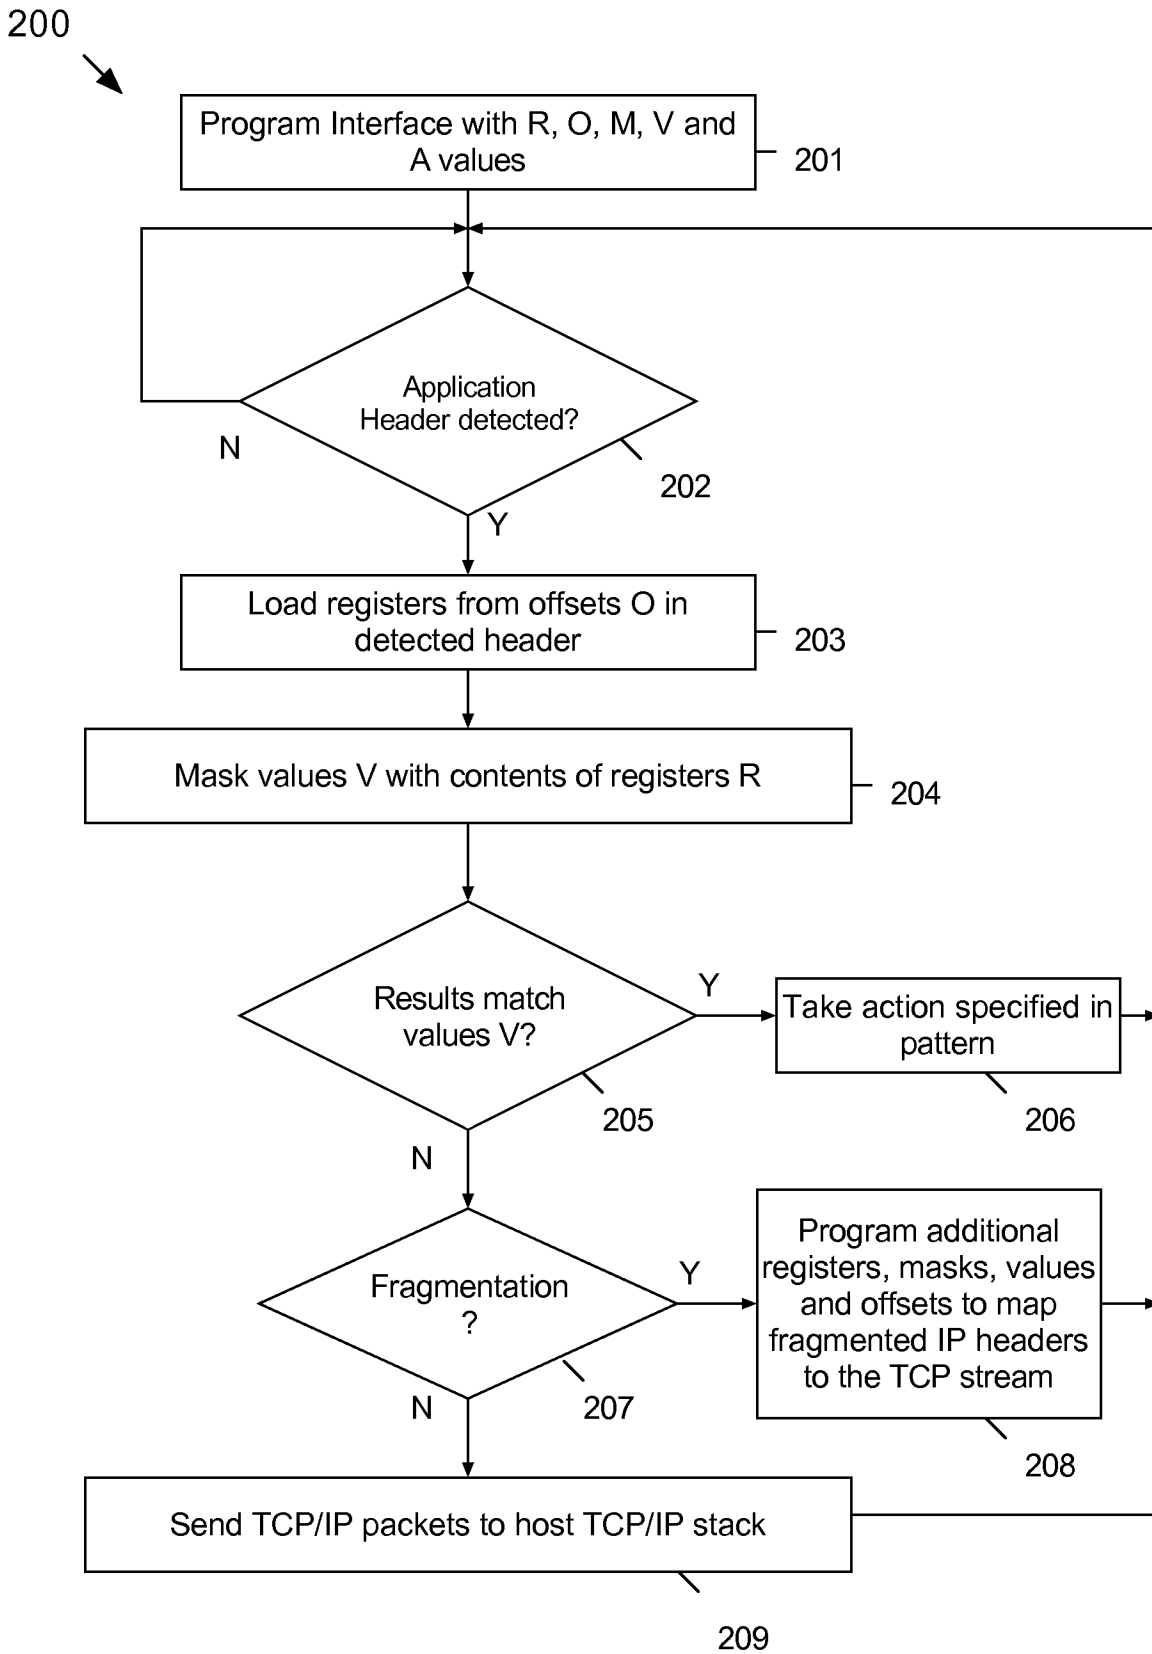 200
Program Interface with R, O, M, V and
A values
201
Application
Header detected?
N
202
Y
Load registers from offsets O in
detected header
203
Mask values V with contents of registers R
204
Results match
values V?
Y
Take action specified in
pattern
205
206
N
Fragmentation
?
Y
Program additional
registers, masks, values
and offsets to map
fragmented IP headers
to the TCP stream
207
N
208
Send TCP/IP packets to host TCP/IP stack
209